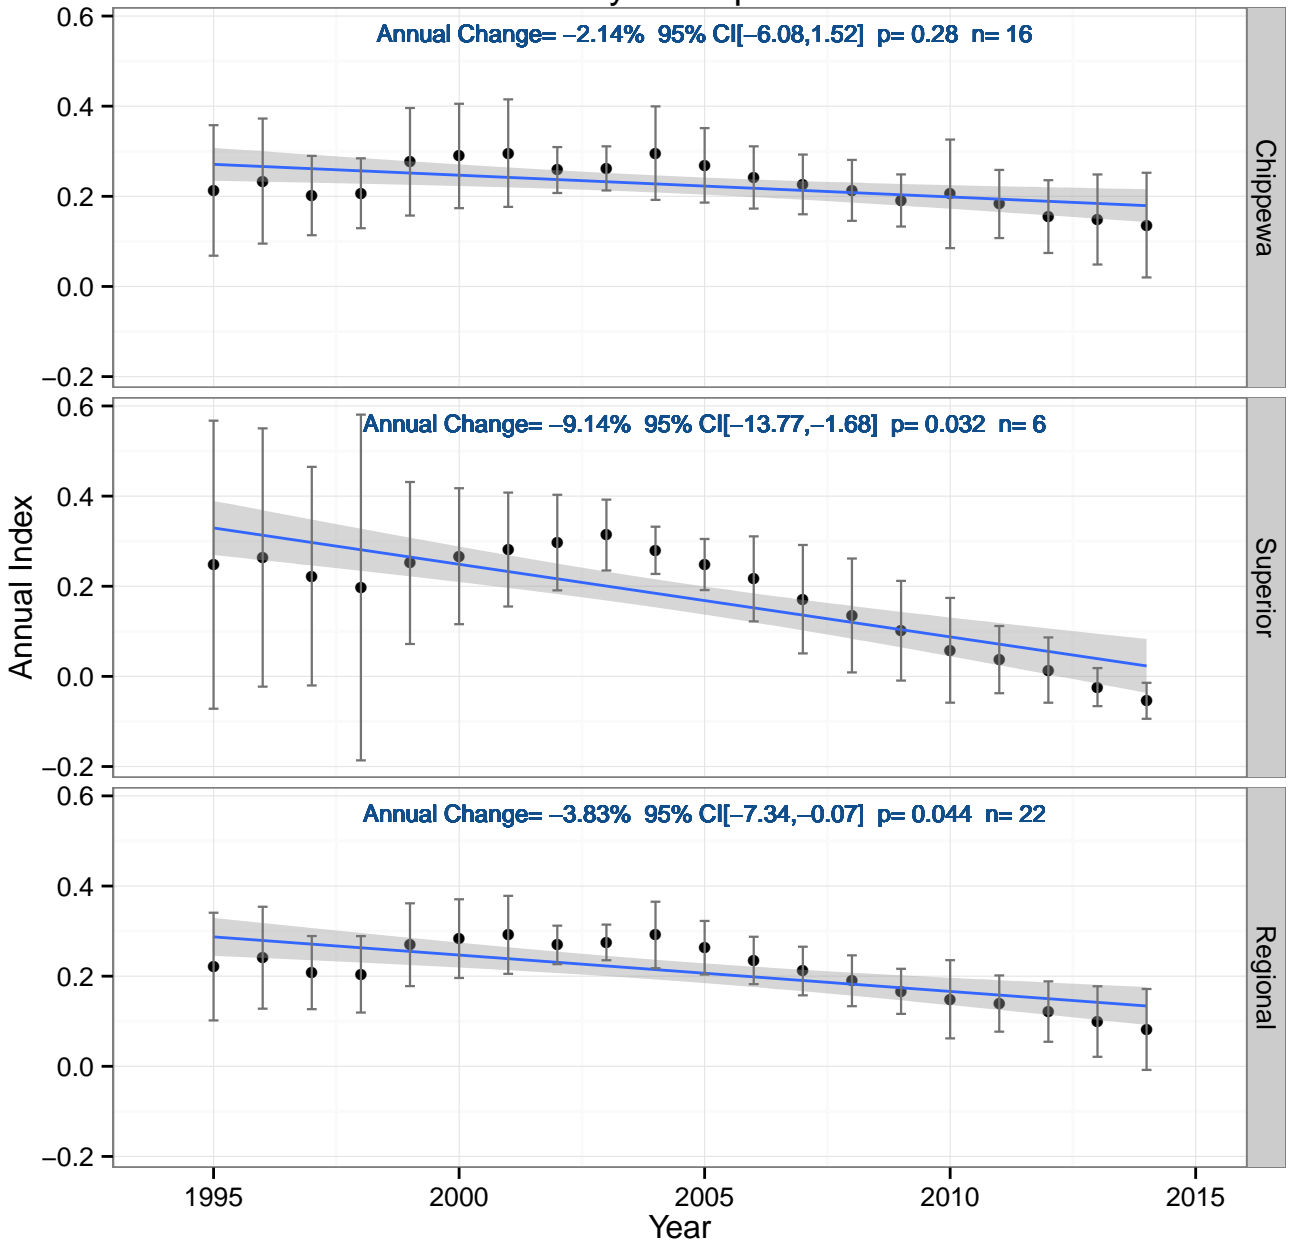 0.6
Annual Change= −2.14%  95% CI[−6.08,1.52]  p= 0.28  n= 16
0.4
0.2
0.0
−0.2
Chippewa
0.6
Annual Change= −9.14%  95% CI[−13.77,−1.68]  p= 0.032  n= 6
0.4
0.2
0.0
−0.2
Superior
Annual Index
0.6
Annual Change= −3.83%  95% CI[−7.34,−0.07]  p= 0.044  n= 22
0.4
0.2
0.0
−0.2
Regional
1995 2000 2005 2010 2015
Year